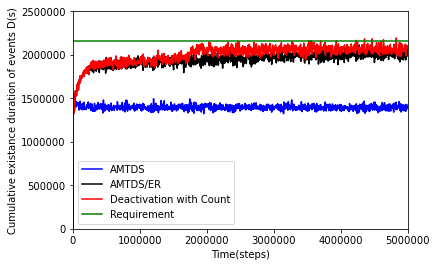 Cumulative existance duration of events D(s)
2500000
2000000
1500000
1000000
500000
0
AMTDS
AMTDS/ER
Deactivation with Count
Requirement
0 1000000 2000000 3000000 4000000 5000000
Time(steps)